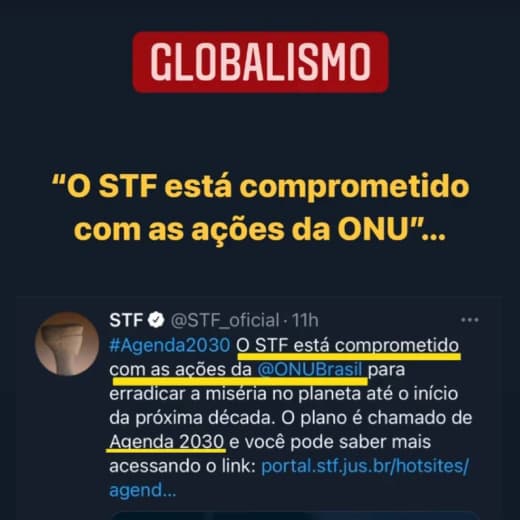 GLOBALISMO
“O STF está comprometido
com as ações da ONU”...
STF @STF_oficial · 11h
#Agenda2030 O STF está comprometido
com as ações da @ONUBrasil para
erradicar a miséria no planeta até o início
da próxima década. O plano é chamado de
Agenda 2030 e você pode saber mais
acessando o link: portal.stf.jus.br/hotsites/
agend...